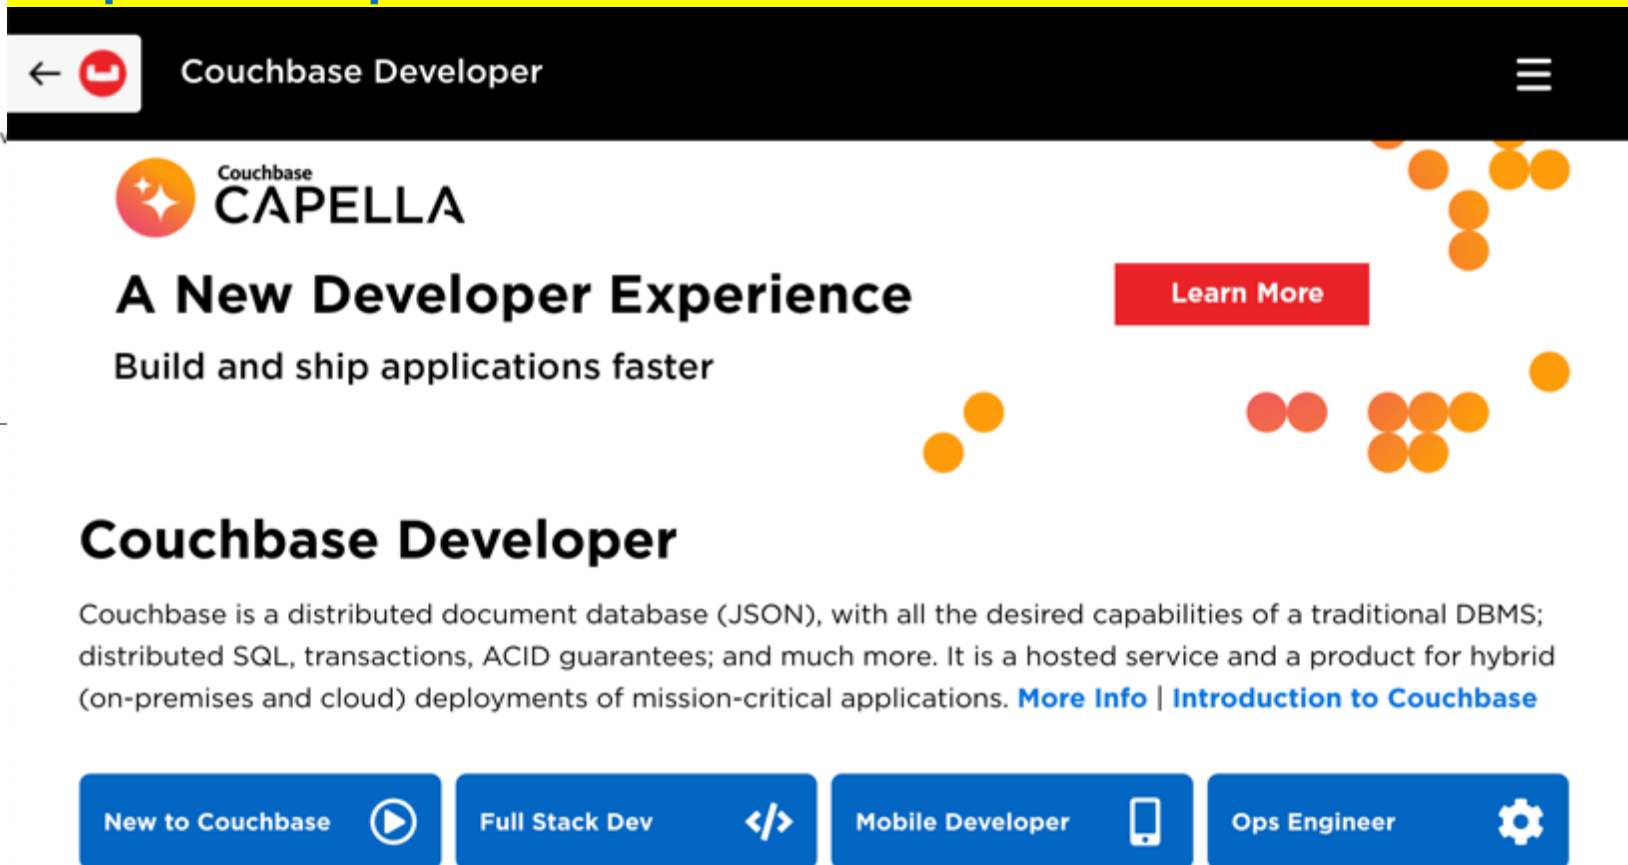 Couchbase Developer
Couchbase
CAPELLA
A New Developer Experience
Learn More
Build and ship applications faster
Couchbase Developer
Couchbase is a distributed document database (JSON), with all the desired capabilities of a traditional DBMS;
distributed SQL, transactions, ACID guarantees; and much more. It is a hosted service and a product for hybrid
(on-premises and cloud) deployments of mission-critical applications. More Info | Introduction to Couchbase
New to Couchbase
Full Stack Dev
Mobile Developer
Ops Engineer